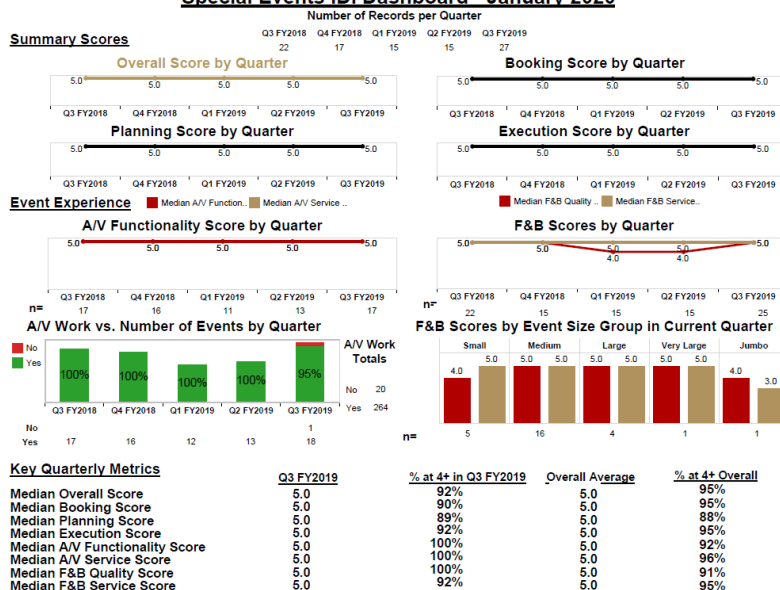 Special Events IDI Dashboard - January 2020
Number of Records per Quarter
Summary Scores
Q3 FY2018 Q4 FY2018 Q1 FY2019 Q2 FY2019 Q3 FY2019
22 17 15 15 27
Overall Score by Quarter
5.0 5.0 5.0 5.0 5.0
Q3 FY2018 Q4 FY2018 Q1 FY2019 Q2 FY2019 Q3 FY2019
Booking Score by Quarter
5.0 5.0 5.0 5.0 5.0
Q3 FY2018 Q4 FY2018 Q1 FY2019 Q2 FY2019 Q3 FY2019
Planning Score by Quarter
5.0 5.0 5.0 5.0 5.0
Q3 FY2018 Q4 FY2018 Q1 FY2019 Q2 FY2019 Q3 FY2019
Execution Score by Quarter
5.0 5.0 5.0 5.0 5.0
Q3 FY2018 Q4 FY2018 Q1 FY2019 Q2 FY2019 Q3 FY2019
Event Experience
Median A/V Function.. Median A/V Service ..
Median F&B Quality .. Median F&B Service..
A/V Functionality Score by Quarter
5.0 5.0 5.0 5.0 5.0
Q3 FY2018 Q4 FY2018 Q1 FY2019 Q2 FY2019 Q3 FY2019
n= 17 16 11 13 17
F&B Scores by Quarter
5.0 5.0 5.0 5.0 5.0
4.0 4.0
Q3 FY2018 Q4 FY2018 Q1 FY2019 Q2 FY2019 Q3 FY2019
n= 22 15 15 15 25
A/V Work vs. Number of Events by Quarter
No
Yes
100% 100% 100% 100% 95%
Q3 FY2018 Q4 FY2018 Q1 FY2019 Q2 FY2019 Q3 FY2019
No 1
Yes 17 16 12 13 18
A/V Work
Totals
No 20
Yes 264
F&B Scores by Event Size Group in Current Quarter
Small Medium Large Very Large Jumbo
4.0 5.0 5.0 5.0 5.0 5.0 5.0 5.0 4.0 3.0
n= 5 16 4 1 1
Key Quarterly Metrics Q3 FY2019 % at 4+ in Q3 FY2019 Overall Average % at 4+ Overall
Median Overall Score 5.0 92% 5.0 95%
Median Booking Score 5.0 90% 5.0 95%
Median Planning Score 5.0 89% 5.0 88%
Median Execution Score 5.0 92% 5.0 95%
Median A/V Functionality Score 5.0 100% 5.0 92%
Median A/V Service Score 5.0 100% 5.0 96%
Median F&B Quality Score 5.0 100% 5.0 91%
Median F&B Service Score 5.0 92% 5.0 95%